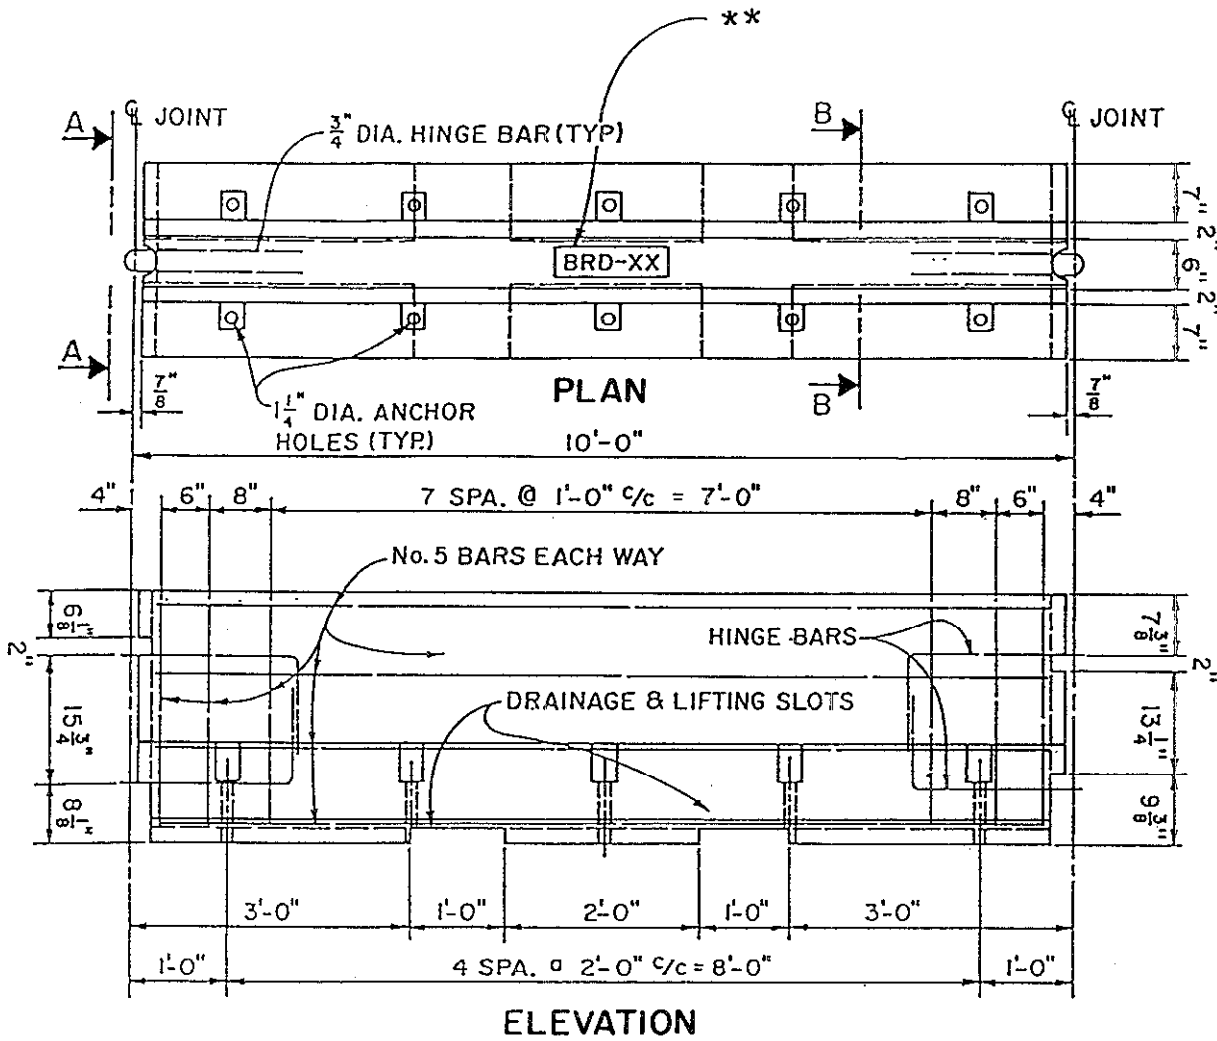 **
A
℄ JOINT
3/4" DIA. HINGE BAR (TYP)
B
℄ JOINT
7"
2"
6"
2"
7"
BRD-XX
A
7/8"
1 1/4" DIA. ANCHOR
HOLES (TYP.)
PLAN
B
7/8"
10'-0"
4"
6"
8"
7 SPA. @ 1'-0" c/c = 7'-0"
8"
6"
4"
No. 5 BARS EACH WAY
6 1/8"
2"
15 3/4"
8 1/8"
HINGE BARS
DRAINAGE & LIFTING SLOTS
7 3/8"
2"
13 1/4"
9 3/8"
3'-0"
1'-0"
2'-0"
1'-0"
3'-0"
1'-0"
4 SPA. @ 2'-0" c/c = 8'-0"
1'-0"
ELEVATION